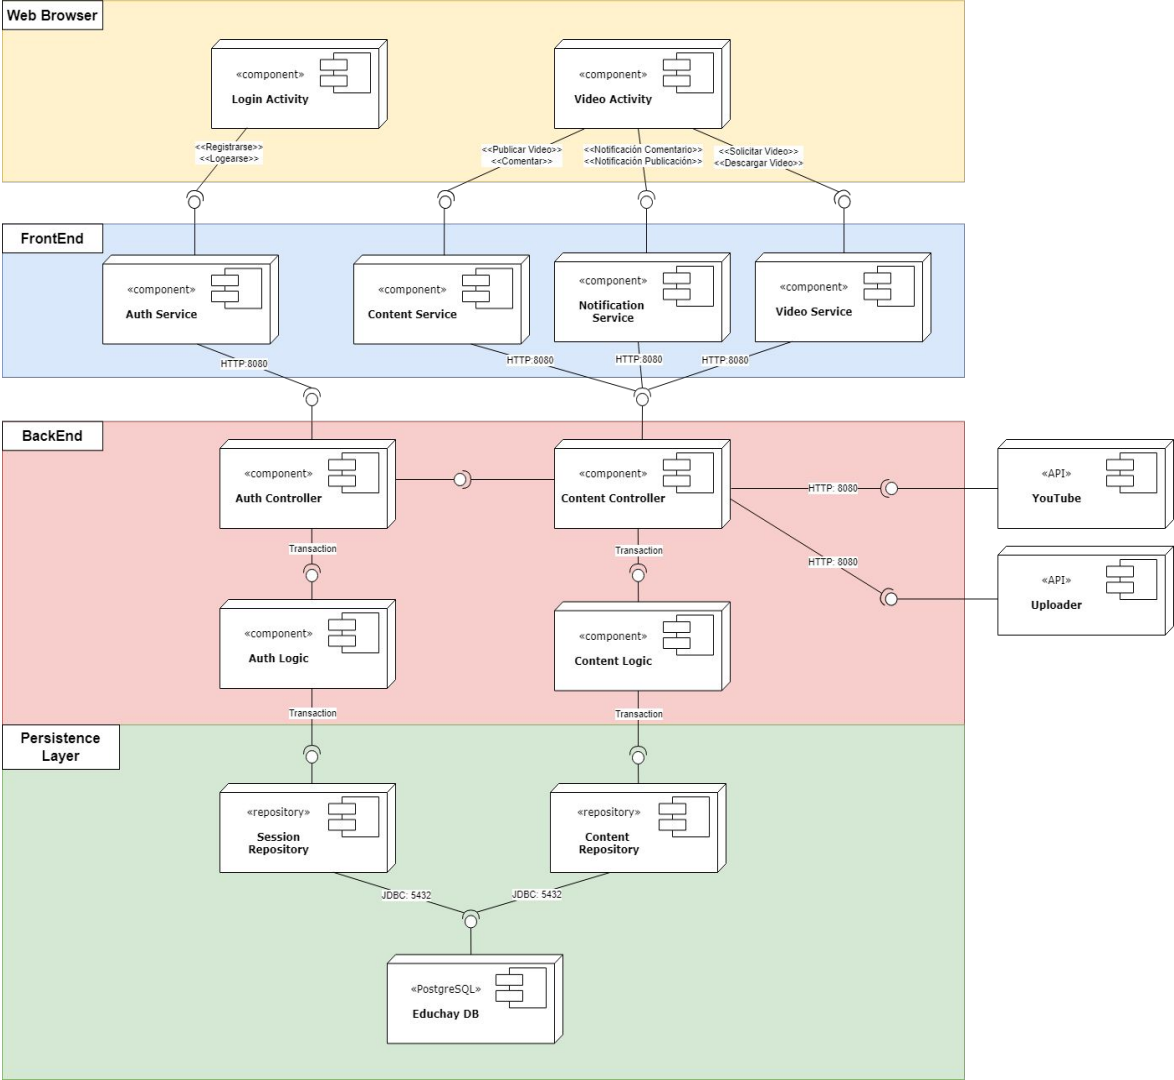 Web Browser
«component»
Login Activity
«component»
Video Activity
<<Registrarse>>
<<Logearse>>
<<Publicar Video>>
<<Comentar>>
<<Notificación Comentario>>
<<Notificación Publicación>>
<<Solicitar Video>>
<<Descargar Video>>
FrontEnd
«component»
Auth Service
«component»
Content Service
«component»
Notification
Service
«component»
Video Service
HTTP:8080
HTTP:8080
HTTP:8080
HTTP:8080
BackEnd
«component»
Auth Controller
«component»
Content Controller
HTTP: 8080
«API»
YouTube
Transaction
Transaction
HTTP: 8080
«API»
Uploader
«component»
Auth Logic
«component»
Content Logic
Transaction
Transaction
Persistence
Layer
«repository»
Session
Repository
«repository»
Content
Repository
JDBC: 5432
JDBC: 5432
«PostgreSQL»
Educhay DB